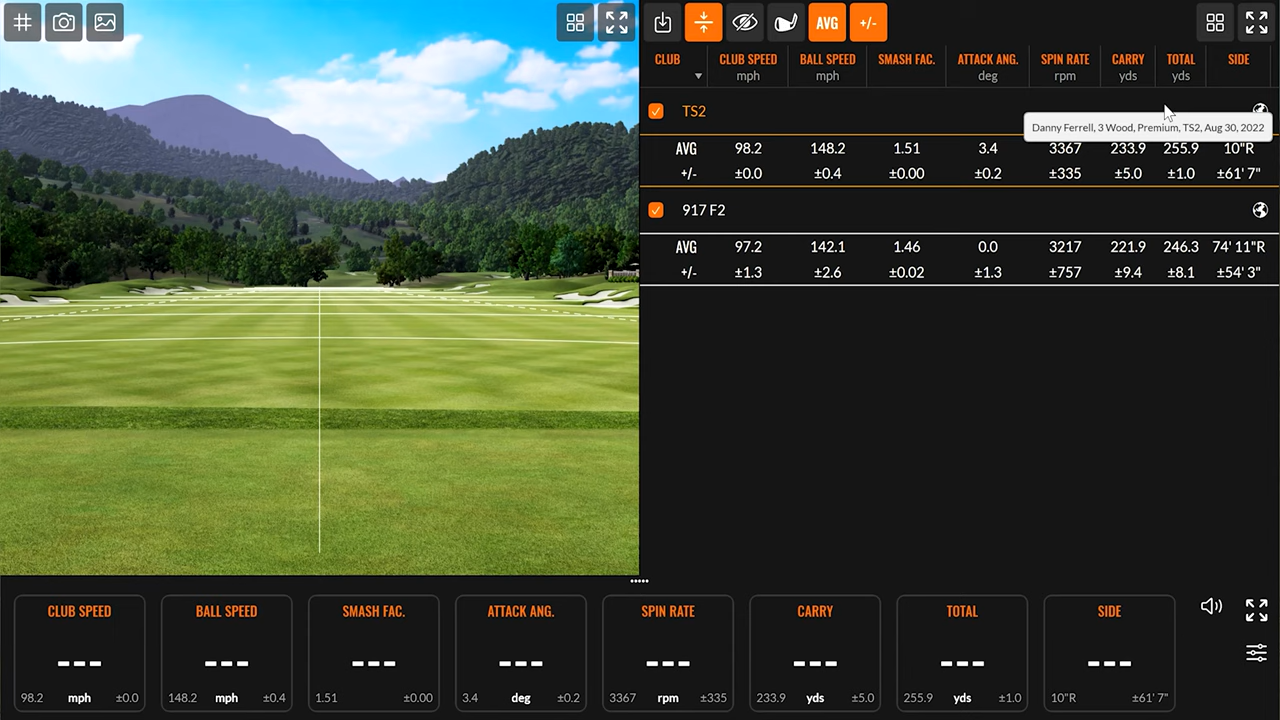 AVG +/-
CLUB CLUB SPEED BALL SPEED SMASH FAC. ATTACK ANG. SPIN RATE CARRY TOTAL SIDE
mph mph deg rpm yds yds
TS2
Danny Ferrell, 3 Wood, Premium, TS2, Aug 30, 2022
AVG 98.2 148.2 1.51 3.4 3367 233.9 255.9 10"R
+/- ±0.0 ±0.4 ±0.00 ±0.2 ±335 ±5.0 ±1.0 ±61' 7"
917 F2
AVG 97.2 142.1 1.46 0.0 3217 221.9 246.3 74' 11"R
+/- ±1.3 ±2.6 ±0.02 ±1.3 ±757 ±9.4 ±8.1 ±54' 3"
CLUB SPEED BALL SPEED SMASH FAC. ATTACK ANG. SPIN RATE CARRY TOTAL SIDE
--- --- --- --- --- --- --- ---
98.2 mph ±0.0 148.2 mph ±0.4 1.51 ±0.00 3.4 deg ±0.2 3367 rpm ±335 233.9 yds ±5.0 255.9 yds ±1.0 10"R ±61' 7"